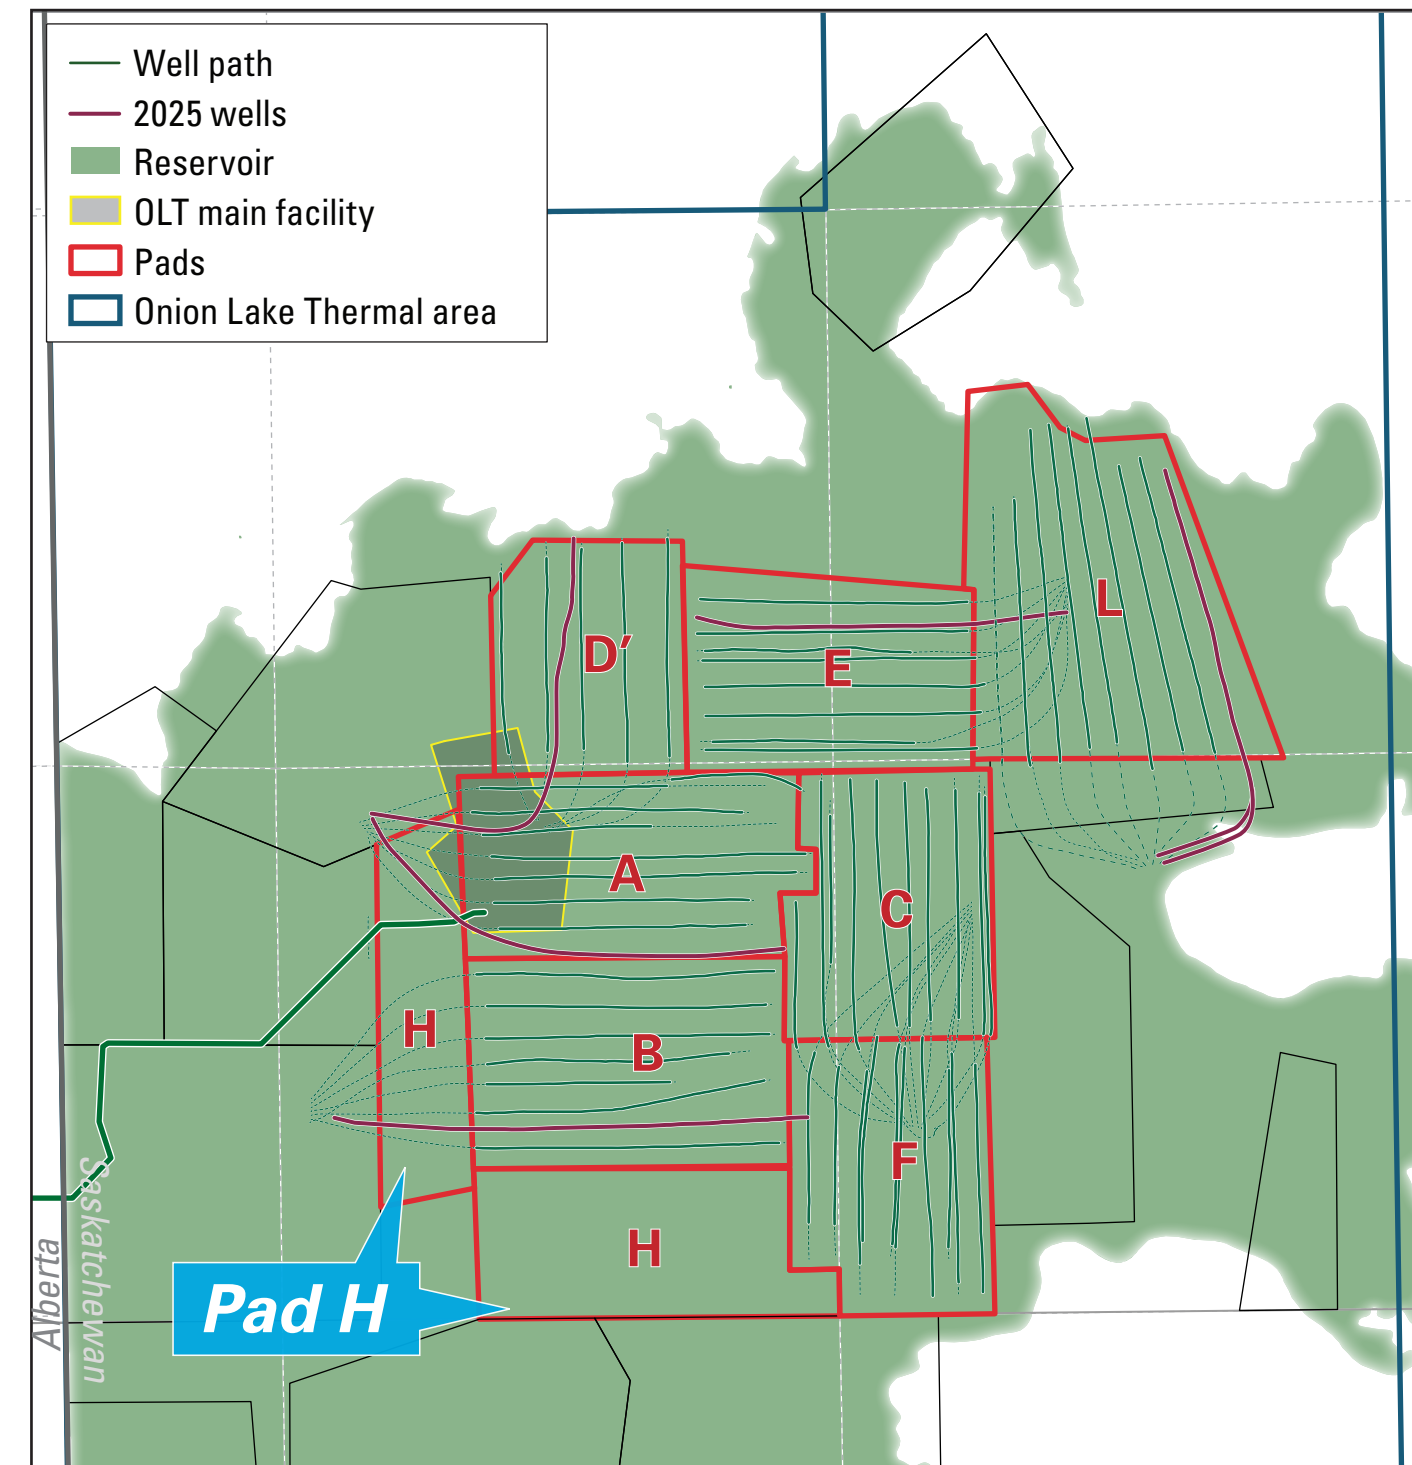 Well path
2025 wells
Reservoir
OLT main facility
Pads
Onion Lake Thermal area
L
D′
E
A
C
H
B
F
H
Pad H
Alberta
Saskatchewan